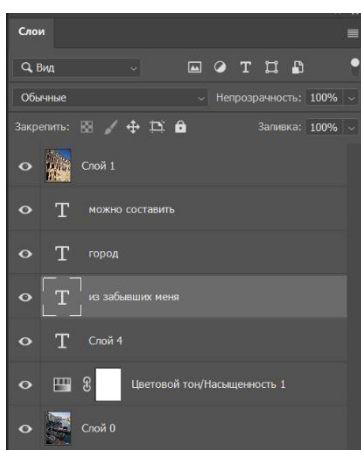 Слои
Вид
Обычные Непрозрачность: 100%
Закрепить: Заливка: 100%
Слой 1
T можно составить
T город
T из забывших меня
T Слой 4
Цветовой тон/Насыщенность 1
Слой 0